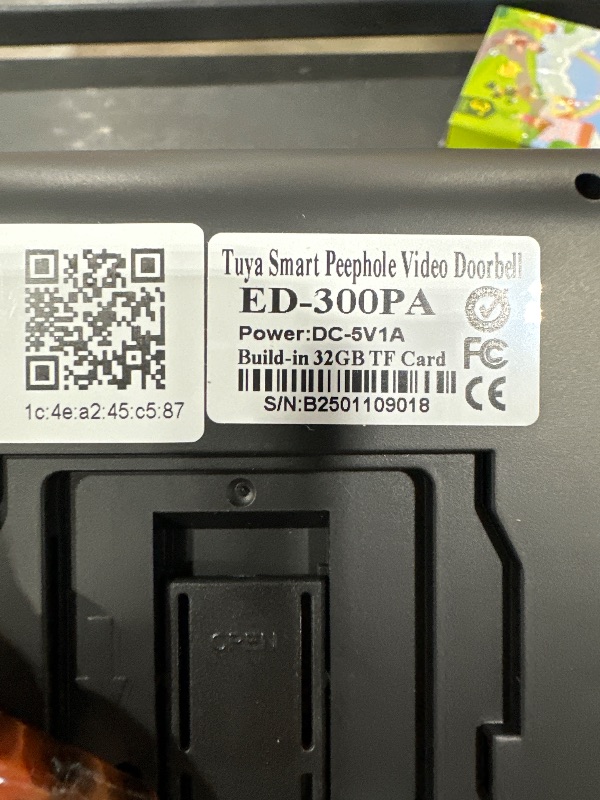 Tuya Smart Peephole Video Doorbell
ED-300PA
Power:DC-5V1A
Build-in 32GB TF Card
FC CE
S/N:B2501109018
1c:4e:a2:45:c5:87
OPEN